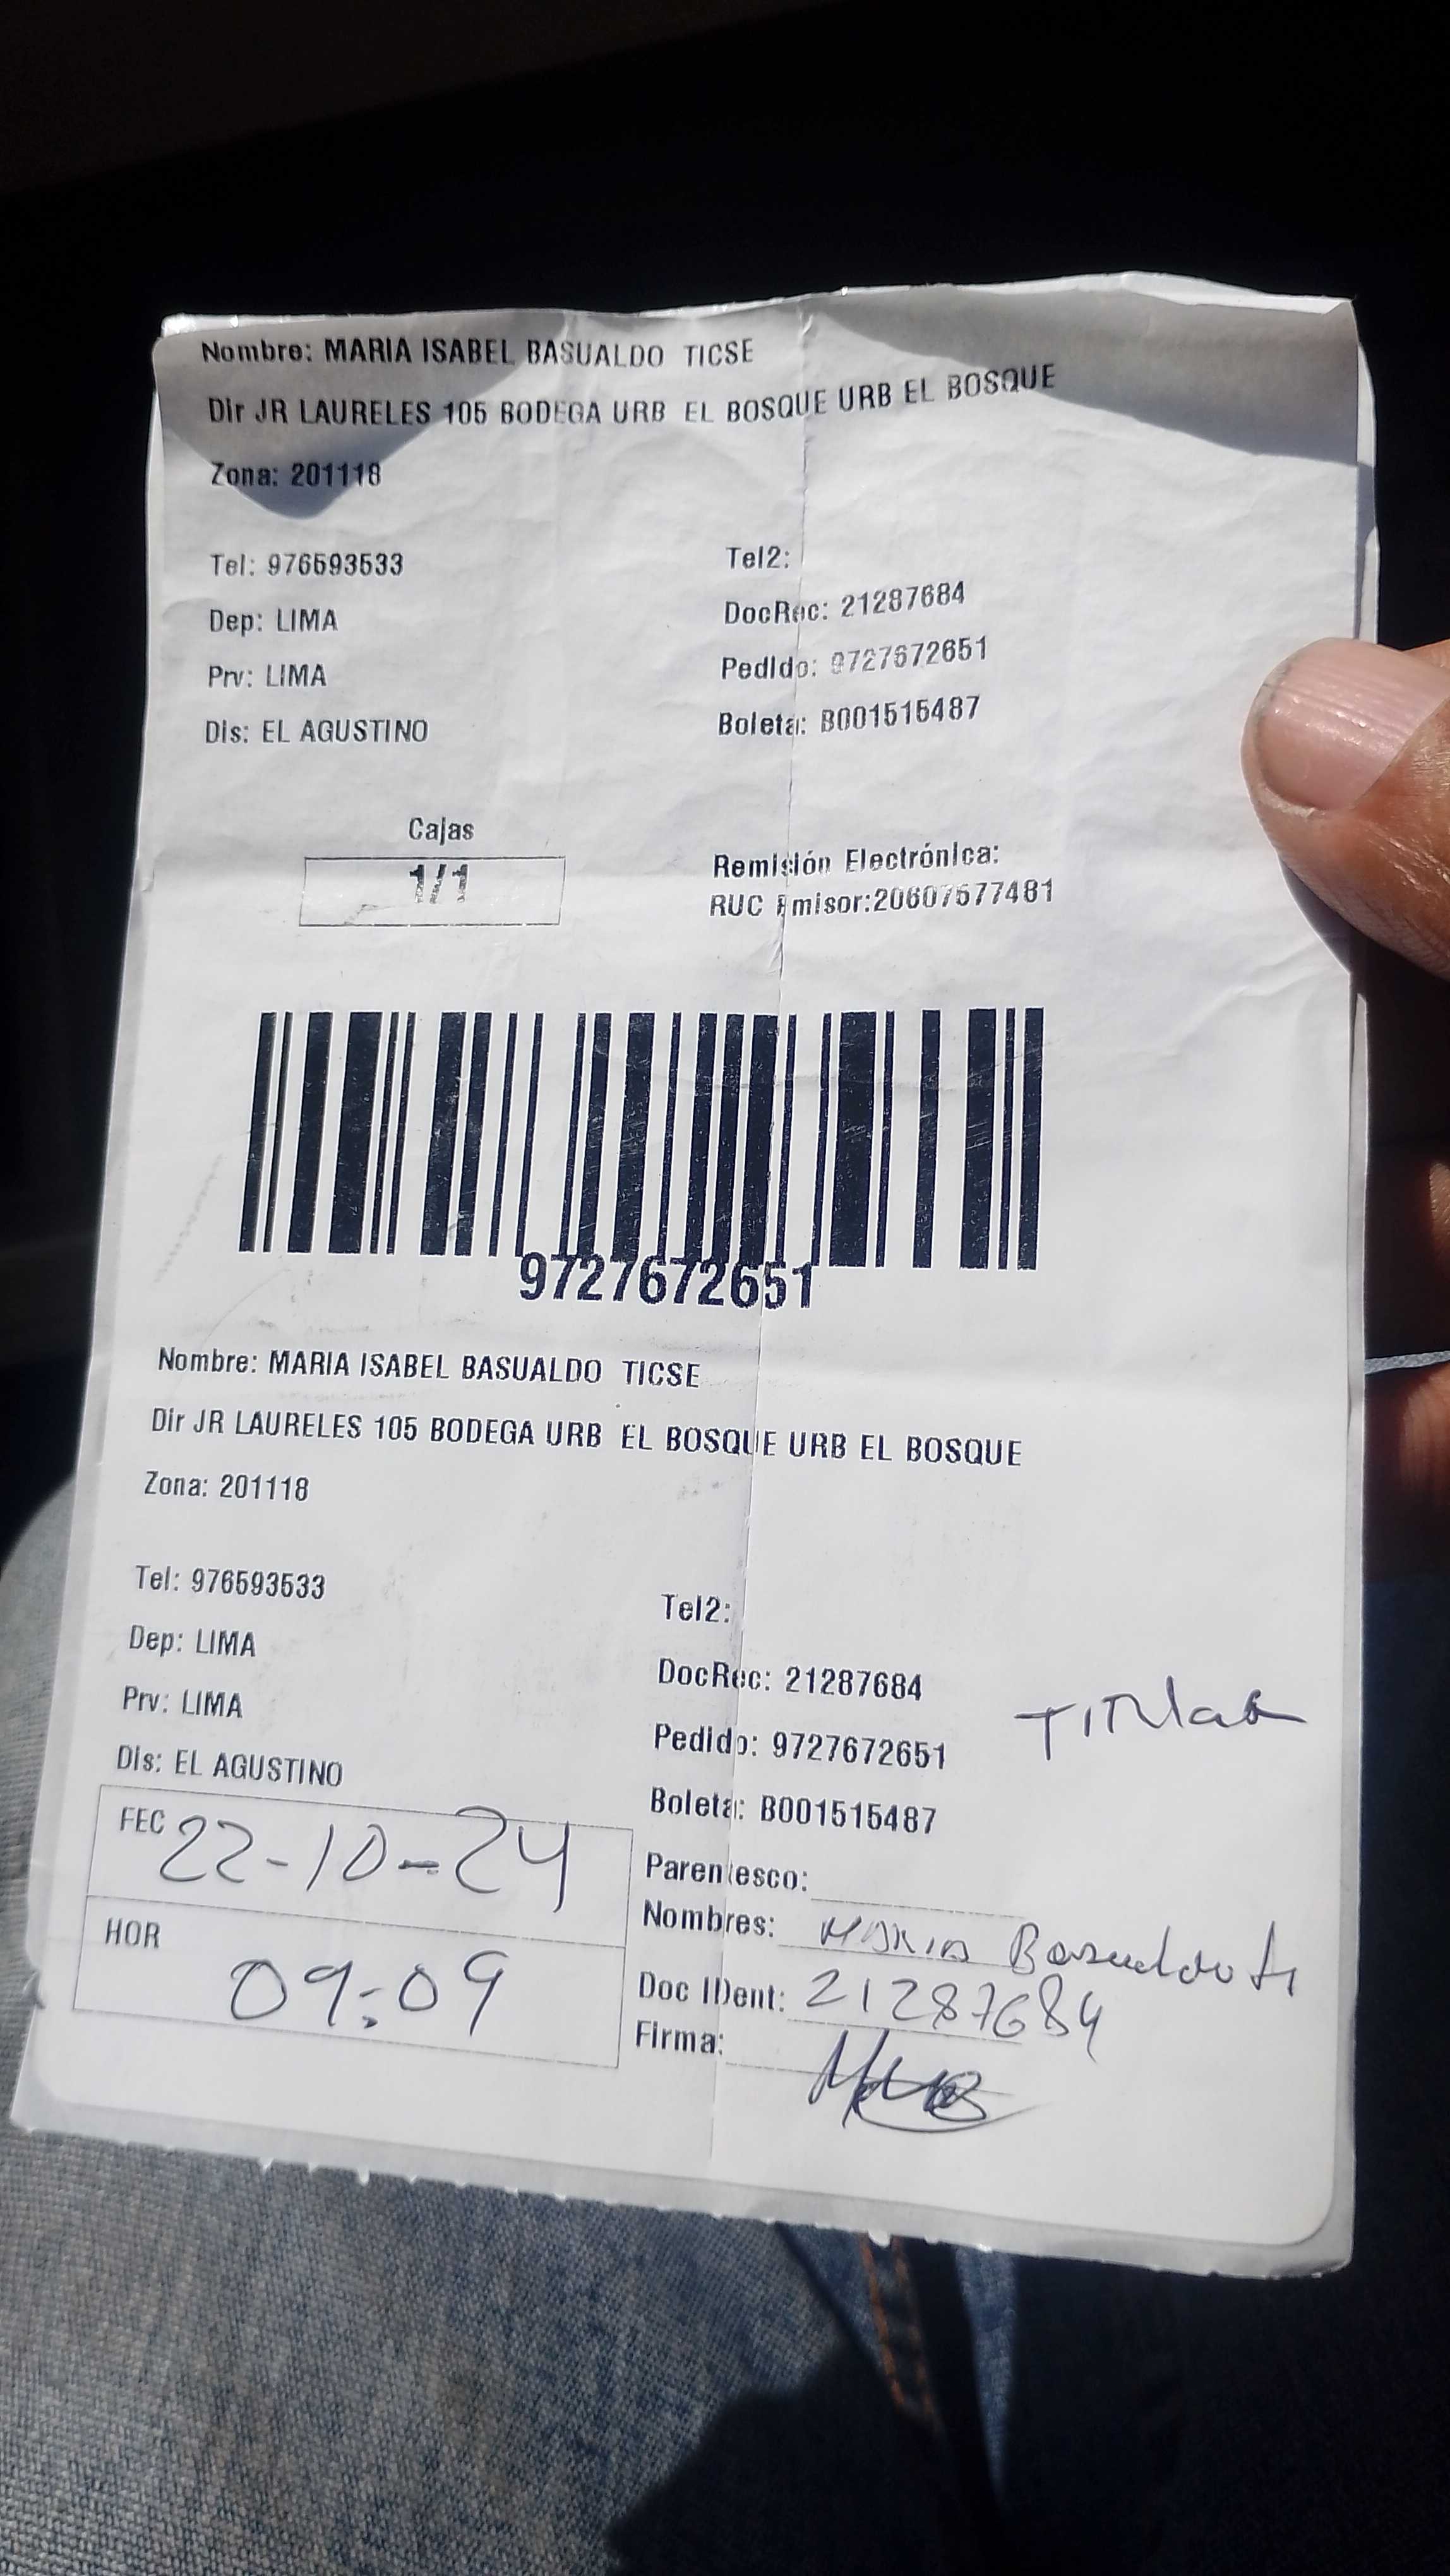 Nombre: MARIA ISABEL BASUALDO TICSE
Dir JR LAURELES 105 BODEGA URB EL BOSQUE URB EL BOSQUE
Zona: 201118
Tel: 976593533
Tel2:
Dep: LIMA
DocRec: 21287684
Prv: LIMA
Pedido: 9727672651
Dis: EL AGUSTINO
Boleta: B001515487
Cajas
1/1
Remisión Electrónica:
RUC Emisor:20607577481
9727672651
Nombre: MARIA ISABEL BASUALDO TICSE
Dir JR LAURELES 105 BODEGA URB EL BOSQUE URB EL BOSQUE
Zona: 201118
Tel: 976593533
Tel2:
Dep: LIMA
DocRec: 21287684
TITular
Prv: LIMA
Pedido: 9727672651
Dis: EL AGUSTINO
Boleta: B001515487
FEC 22-10-24
Parentesco:
Nombres: MARIA Basualdo
HOR 09:09
Doc IDent: 21287684
Firma: